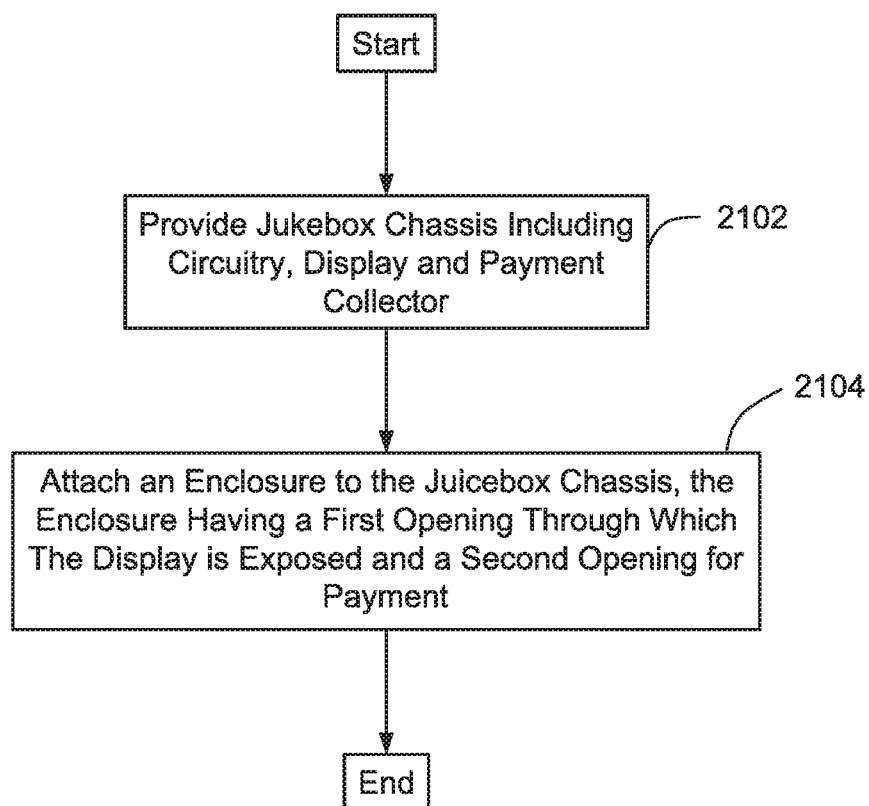 Start
Provide Jukebox Chassis Including
Circuitry, Display and Payment
Collector
2102
2104
Attach an Enclosure to the Juicebox Chassis, the
Enclosure Having a First Opening Through Which
The Display is Exposed and a Second Opening for
Payment
End